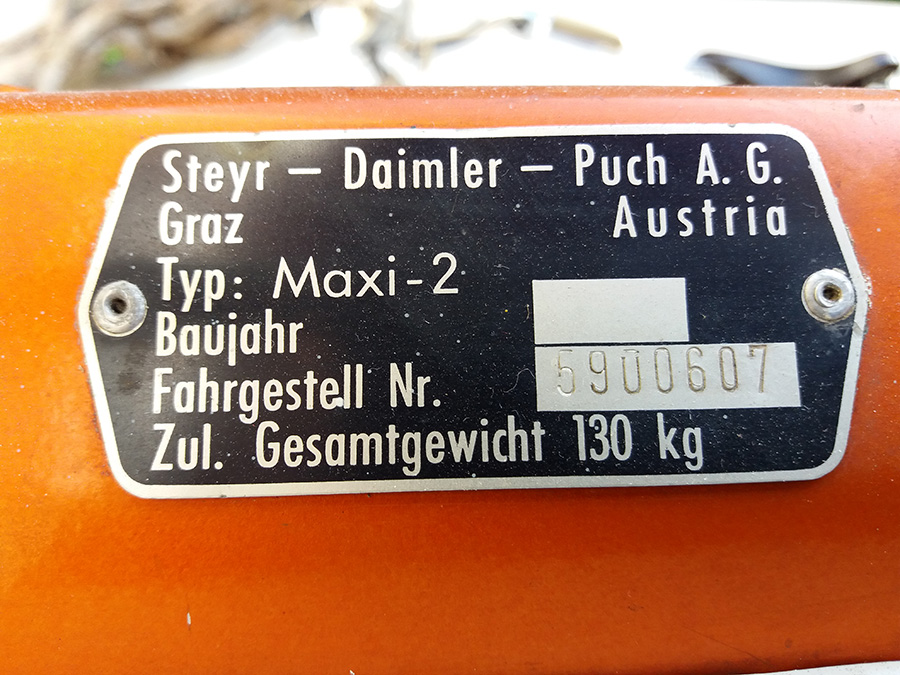 Steyr – Daimler – Puch A. G.
Graz Austria
Typ: Maxi-2
Baujahr
Fahrgestell Nr. 5900607
Zul. Gesamtgewicht 130 kg